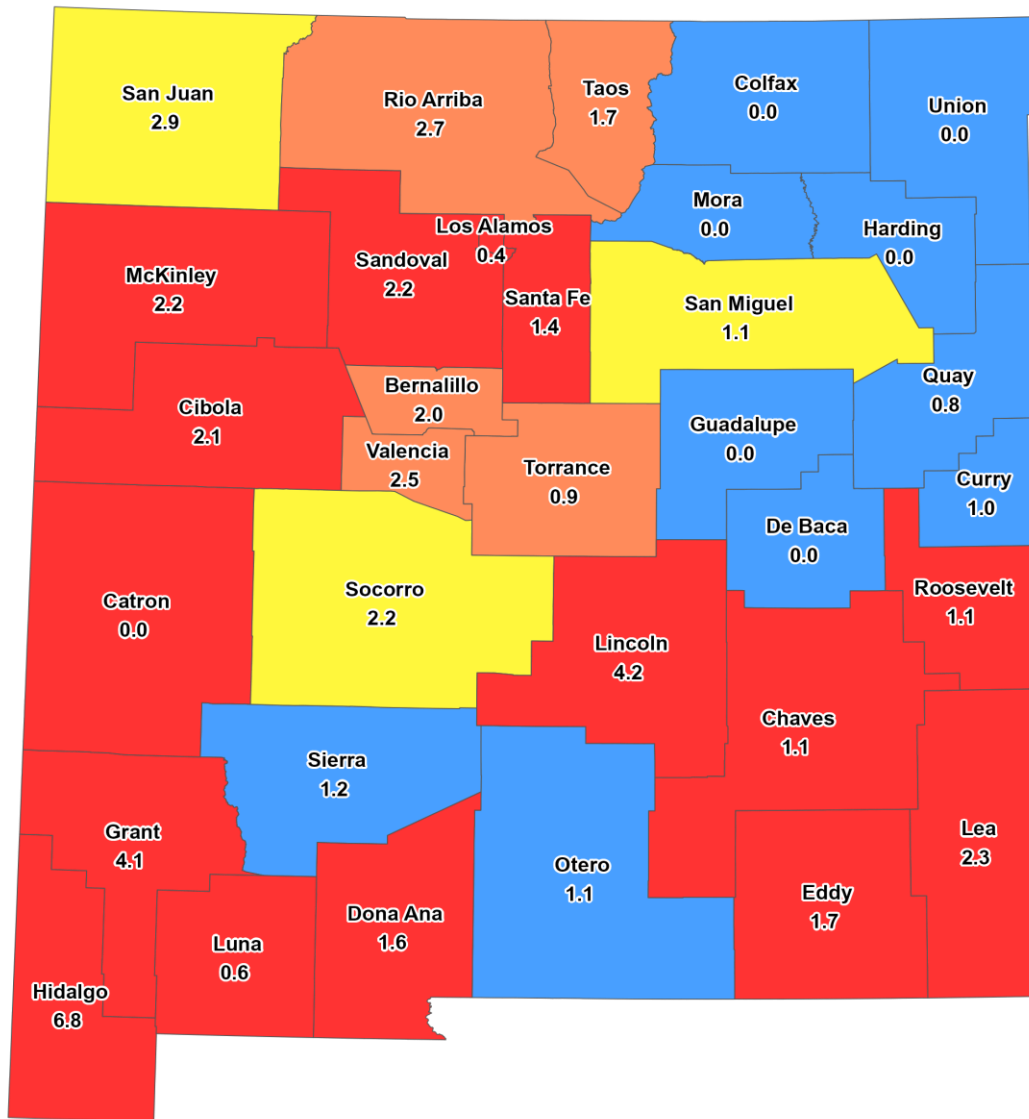 San Juan
2.9
Rio Arriba
2.7
Taos
1.7
Colfax
0.0
Union
0.0
Mora
0.0
Harding
0.0
Los Alamos
0.4
McKinley
2.2
Sandoval
2.2
Santa Fe
1.4
San Miguel
1.1
Quay
0.8
Cibola
2.1
Bernalillo
2.0
Guadalupe
0.0
Valencia
2.5
Torrance
0.9
Curry
1.0
De Baca
0.0
Catron
0.0
Socorro
2.2
Roosevelt
1.1
Lincoln
4.2
Chaves
1.1
Sierra
1.2
Grant
4.1
Otero
1.1
Lea
2.3
Dona Ana
1.6
Eddy
1.7
Luna
0.6
Hidalgo
6.8